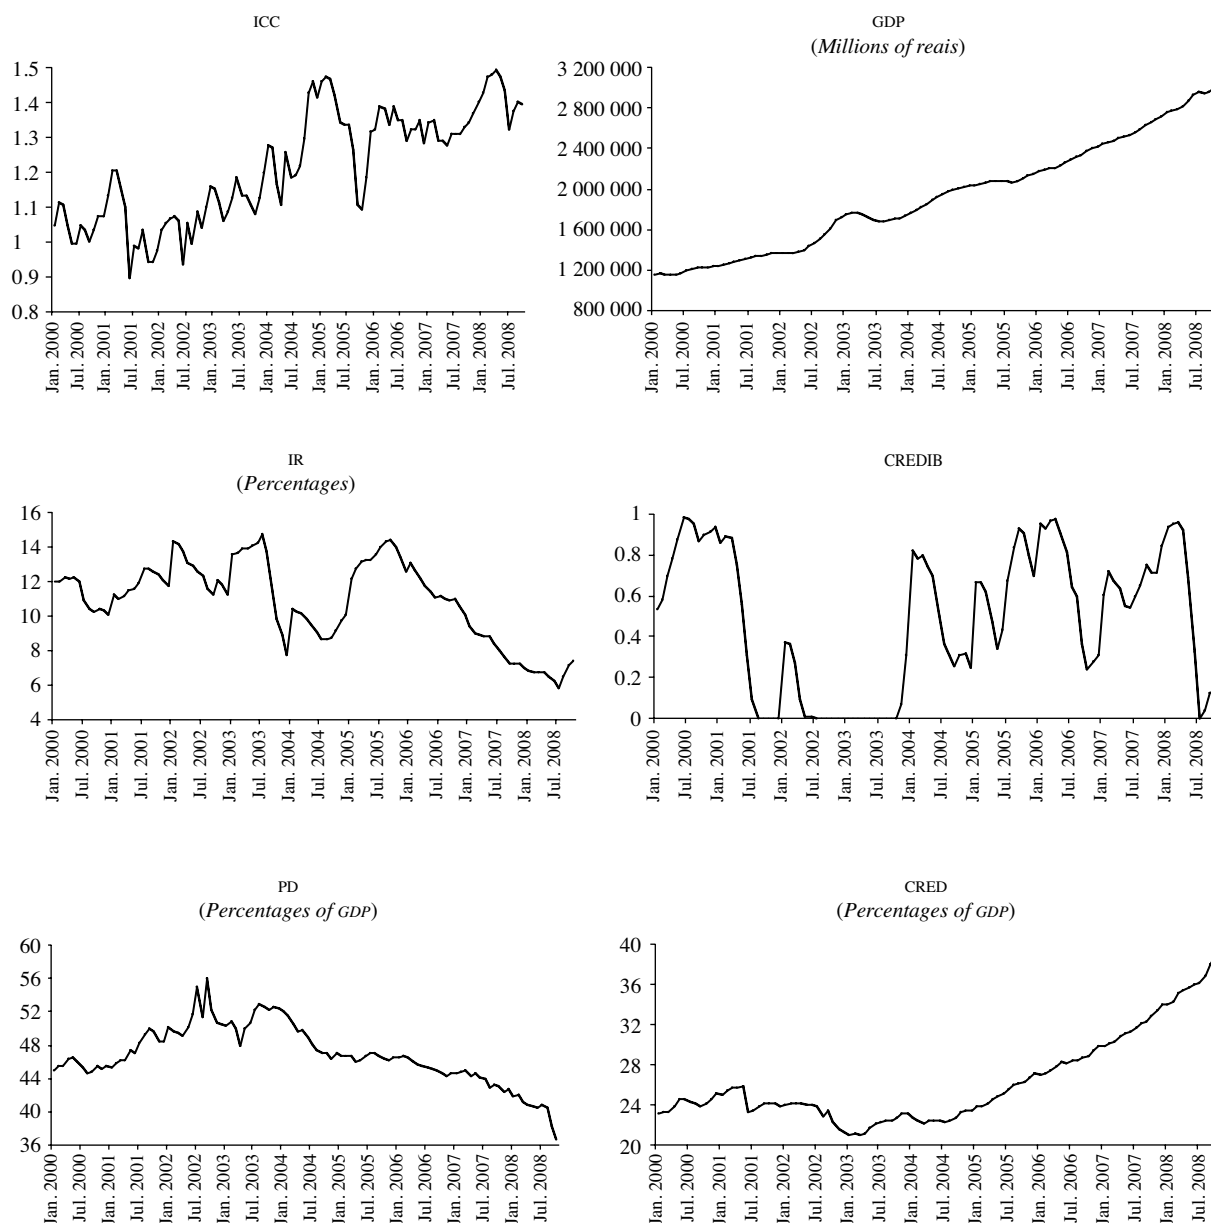 ICC
1.5
1.4
1.3
1.2
1.1
1
0.9
0.8
Jan. 2000
Jul. 2000
Jan. 2001
Jul. 2001
Jan. 2002
Jul. 2002
Jan. 2003
Jul. 2003
Jan. 2004
Jul. 2004
Jan. 2005
Jul. 2005
Jan. 2006
Jul. 2006
Jan. 2007
Jul. 2007
Jan. 2008
Jul. 2008
GDP
(Millions of reais)
3 200 000
2 800 000
2 400 000
2 000 000
1 600 000
1 200 000
800 000
Jan. 2000
Jul. 2000
Jan. 2001
Jul. 2001
Jan. 2002
Jul. 2002
Jan. 2003
Jul. 2003
Jan. 2004
Jul. 2004
Jan. 2005
Jul. 2005
Jan. 2006
Jul. 2006
Jan. 2007
Jul. 2007
Jan. 2008
Jul. 2008
IR
(Percentages)
16
14
12
10
8
6
4
Jan. 2000
Jul. 2000
Jan. 2001
Jul. 2001
Jan. 2002
Jul. 2002
Jan. 2003
Jul. 2003
Jan. 2004
Jul. 2004
Jan. 2005
Jul. 2005
Jan. 2006
Jul. 2006
Jan. 2007
Jul. 2007
Jan. 2008
Jul. 2008
CREDIB
1
0.8
0.6
0.4
0.2
0
Jan. 2000
Jul. 2000
Jan. 2001
Jul. 2001
Jan. 2002
Jul. 2002
Jan. 2003
Jul. 2003
Jan. 2004
Jul. 2004
Jan. 2005
Jul. 2005
Jan. 2006
Jul. 2006
Jan. 2007
Jul. 2007
Jan. 2008
Jul. 2008
PD
(Percentages of GDP)
60
56
52
48
44
40
36
Jan. 2000
Jul. 2000
Jan. 2001
Jul. 2001
Jan. 2002
Jul. 2002
Jan. 2003
Jul. 2003
Jan. 2004
Jul. 2004
Jan. 2005
Jul. 2005
Jan. 2006
Jul. 2006
Jan. 2007
Jul. 2007
Jan. 2008
Jul. 2008
CRED
(Percentages of GDP)
40
36
32
28
24
20
Jan. 2000
Jul. 2000
Jan. 2001
Jul. 2001
Jan. 2002
Jul. 2002
Jan. 2003
Jul. 2003
Jan. 2004
Jul. 2004
Jan. 2005
Jul. 2005
Jan. 2006
Jul. 2006
Jan. 2007
Jul. 2007
Jan. 2008
Jul. 2008